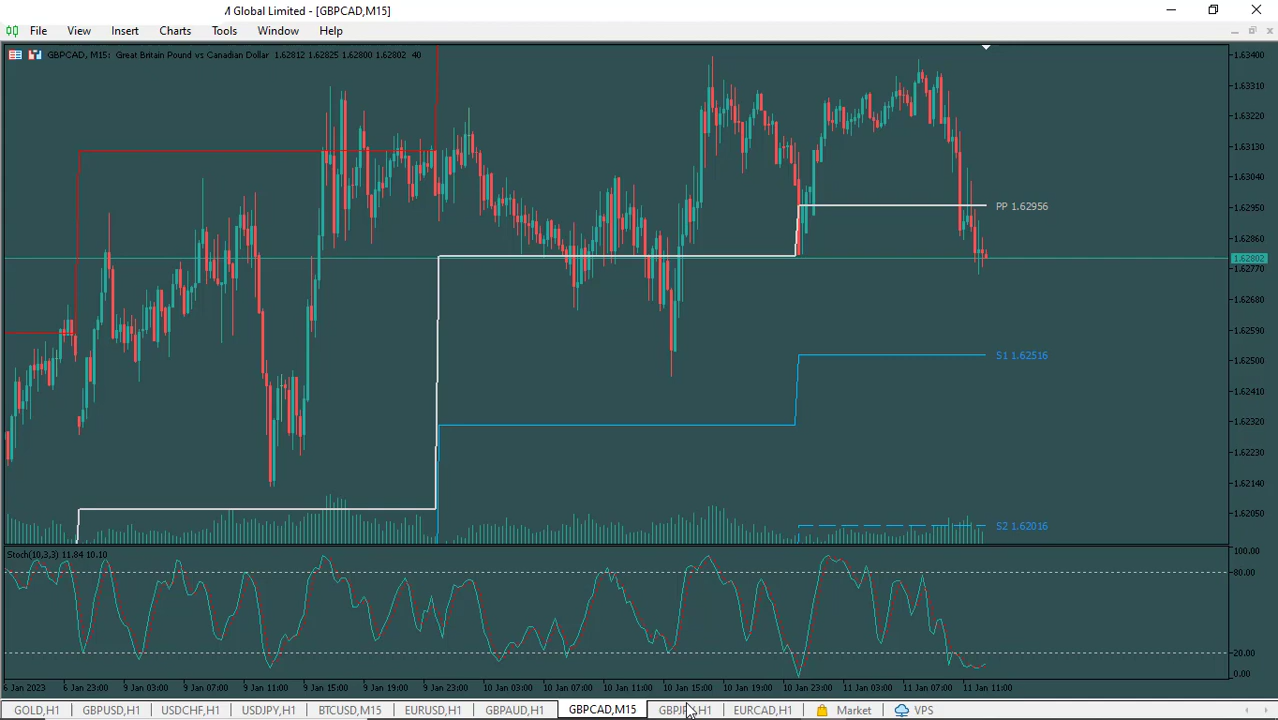 M Global Limited - [GBPCAD,M15]
File View Insert Charts Tools Window Help
GBPCAD, M15: Great Britain Pound vs Canadian Dollar 1.62812 1.62825 1.62800 1.62802 40
1.63400
1.63310
1.63220
1.63130
1.63040
1.62950
1.62860
1.62802
1.62770
1.62680
1.62590
1.62500
1.62410
1.62320
1.62230
1.62140
1.62050
PP 1.62956
S1 1.62516
S2 1.62016
Stoch(10,3,3) 11.84 10.10
100.00
80.00
20.00
0.00
6 Jan 2023 6 Jan 23:00 9 Jan 03:00 9 Jan 07:00 9 Jan 11:00 9 Jan 15:00 9 Jan 19:00 9 Jan 23:00 10 Jan 03:00 10 Jan 07:00 10 Jan 11:00 10 Jan 15:00 10 Jan 19:00 10 Jan 23:00 11 Jan 03:00 11 Jan 07:00 11 Jan 11:00
GOLD,H1 GBPUSD,H1 USDCHF,H1 USDJPY,H1 BTCUSD,M15 EURUSD,H1 GBPAUD,H1 GBPCAD,M15 GBPJPY,H1 EURCAD,H1 Market VPS